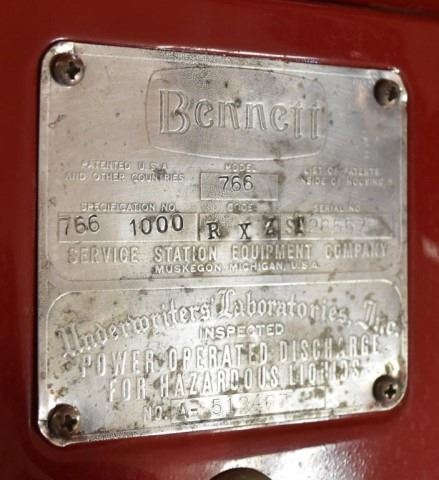 Bennett
PATENTED U.S.A. MODEL LIST OF PATENTS
AND OTHER COUNTRIES 766 INSIDE OF HOUSING
SPECIFICATION NO. CODE SERIAL NO.
766 1000 R X Z
SERVICE STATION EQUIPMENT COMPANY
MUSKEGON, MICHIGAN, U.S.A.
Underwriters' Laboratories, Inc.
INSPECTED
POWER OPERATED DISCHARGE
FOR HAZARDOUS LIQUIDS
NO. A-